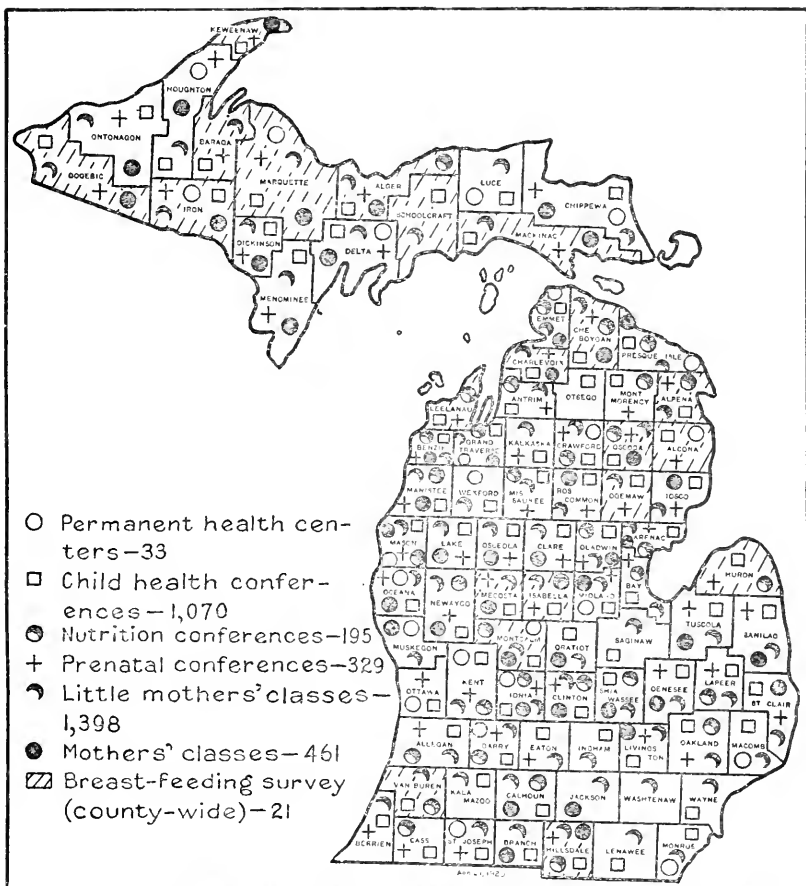 KEWEENAW
HOUGHTON
ONTONAGON
BARAGA
GOGEBIC
MARQUETTE
IRON
ALGER
LUCE
CHIPPEWA
SCHOOLCRAFT
MACKINAC
DICKINSON
DELTA
MENOMINEE
EMMET
CHE
BOYGAN
PRESQUE ISLE
CHARLEVOIX
ANTRIM
OTSEGO
MONT
MORENCY
ALPENA
LEELANAU
BENZIE
GRAND
TRAVERSE
KALKASKA
CRAWFORD
OSCODA
ALCONA
MANISTEE
WEXFORD
MIS
SAUKEE
ROS
COMMON
OGEMAW
IOSCO
MASON
LAKE
OSCEOLA
CLARE
GLADWIN
ARENAC
HURON
OCEANA
NEWAYGO
MECOSTA
ISABELLA
MIDLAND
BAY
TUSCOLA
SANILAC
MUSKEGON
MONTCALM
GRATIOT
SAGINAW
OTTAWA
KENT
IONIA
CLINTON
SHIA
WASSEE
GENESEE
LAPEER
ST CLAIR
ALLEGAN
BARRY
EATON
INGHAM
LIVINGS
TON
OAKLAND
MACOMB
VAN BUREN
KALA
MAZOO
CALHOUN
JACKSON
WASHTENAW
WAYNE
BERRIEN
CASS
ST JOSEPH
BRANCH
HILLSDALE
LENAWEE
MONROE
Permanent health cen-
ters—33
Child health confer-
ences—1,070
Nutrition conferences—195
Prenatal conferences—329
Little mothers' classes—
1,398
Mothers' classes—461
Breast-feeding survey
(county-wide)—21